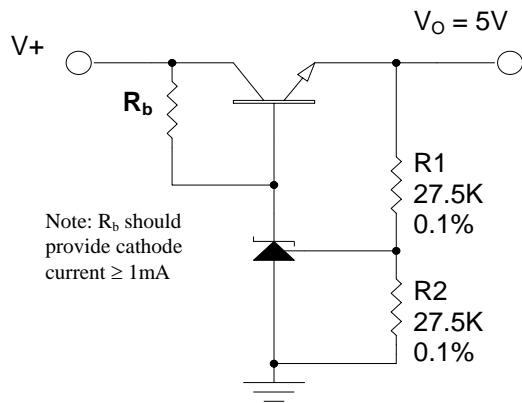 V+
V_O = 5V
R_b
R1
27.5K
0.1%
Note: R_b should
provide cathode
current ≥ 1mA
R2
27.5K
0.1%